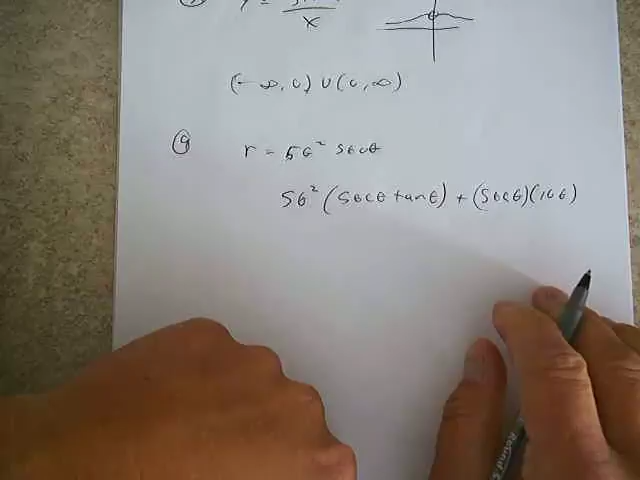 x
(-∞, 0) ∪ (0, ∞)
9 r = 5θ² secθ
5θ² (secθ tanθ) + (secθ)(10θ)